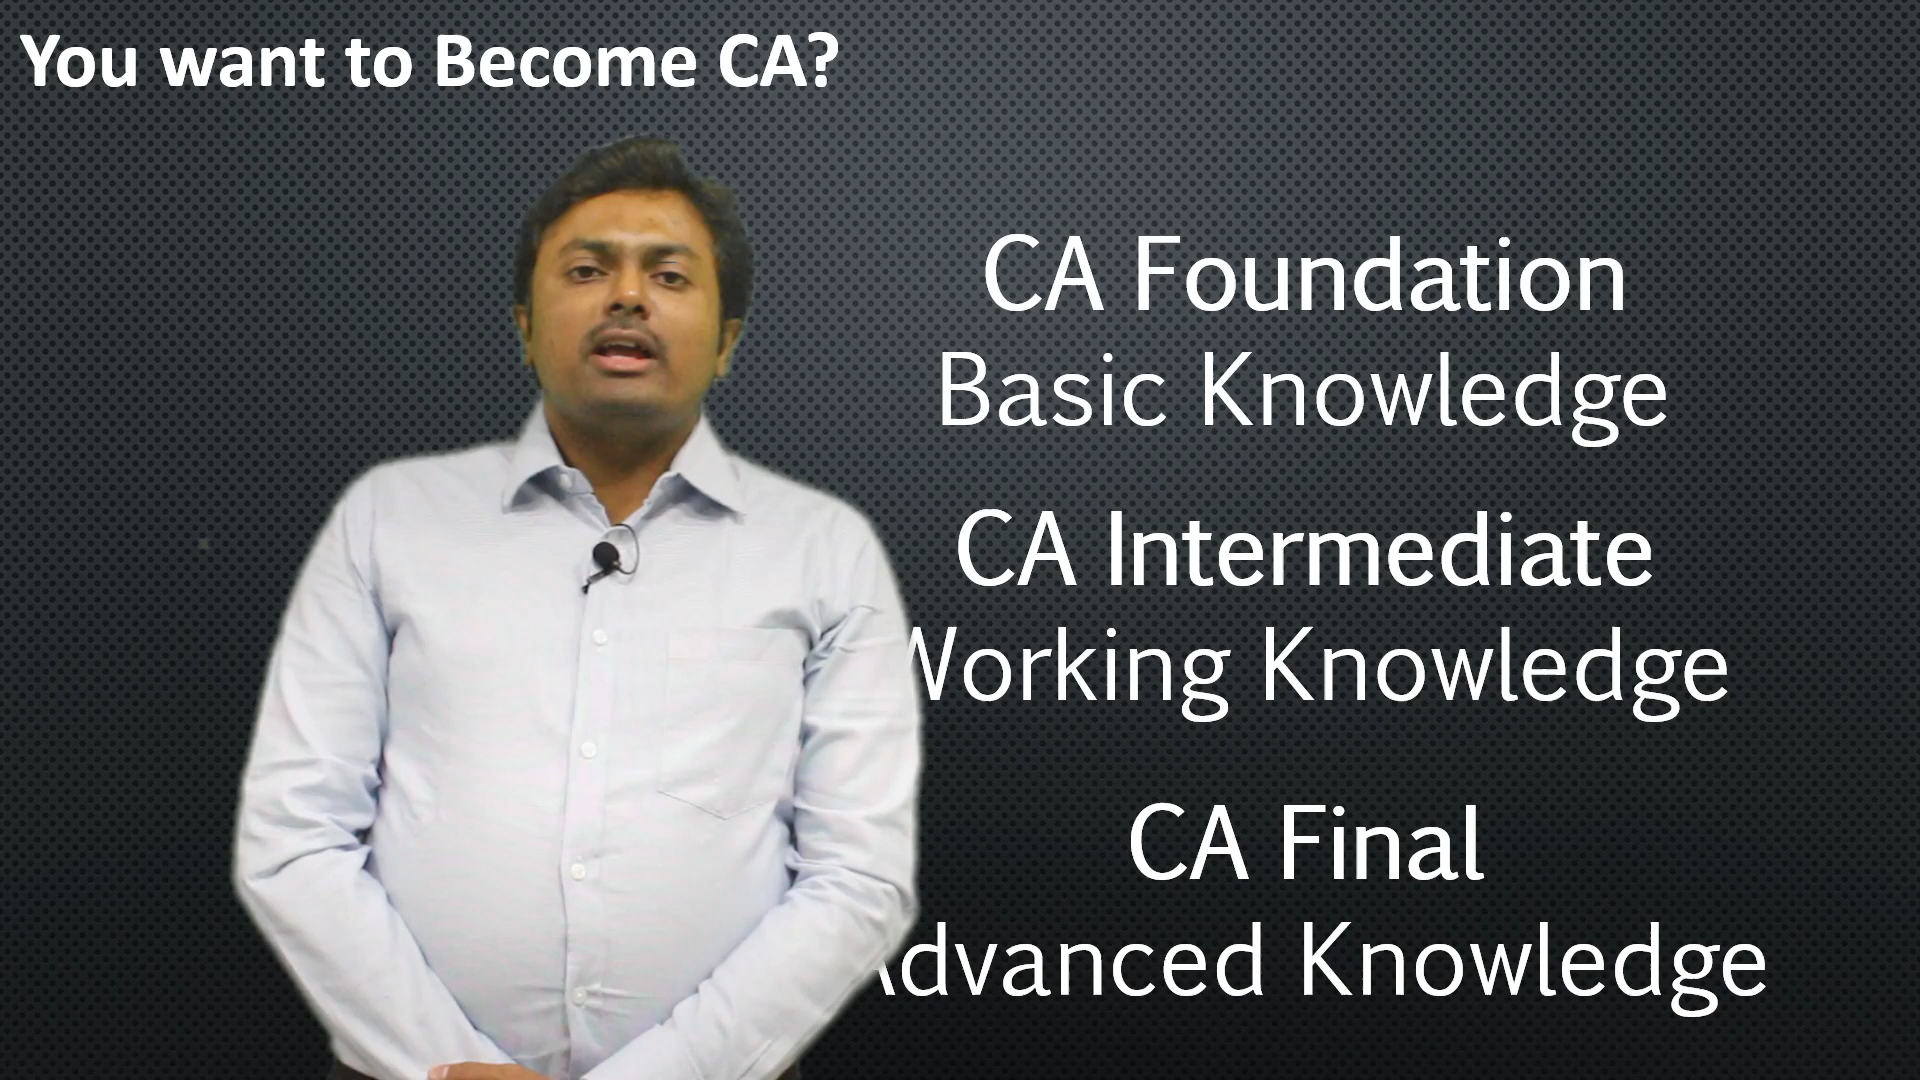 You want to Become CA?
CA Foundation
Basic Knowledge
CA Intermediate
Working Knowledge
CA Final
Advanced Knowledge